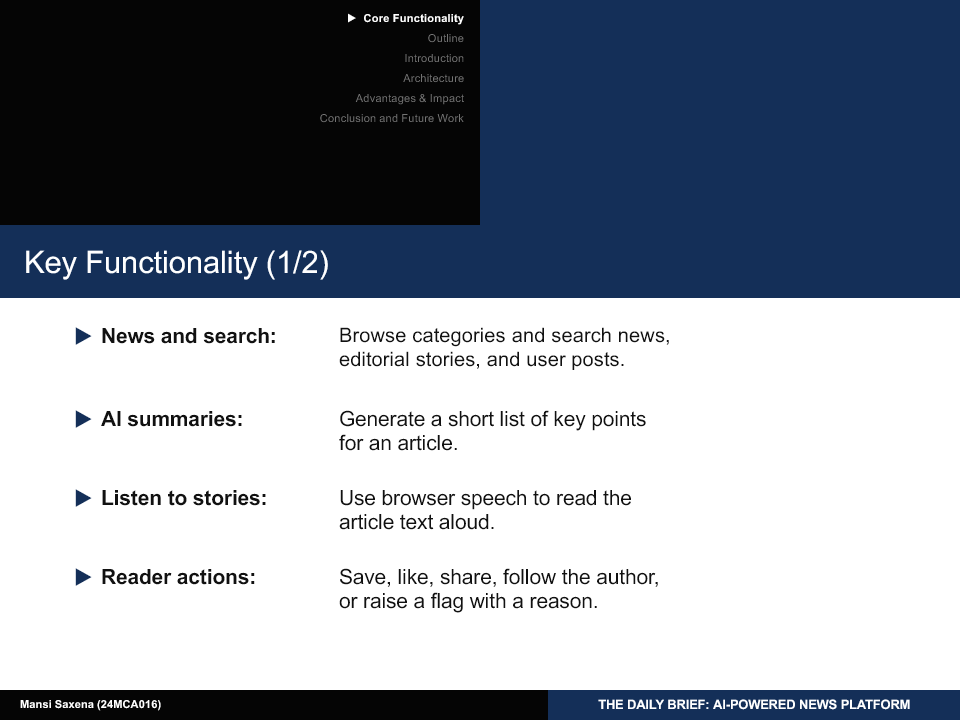 Core Functionality
Outline
Introduction
Architecture
Advantages & Impact
Conclusion and Future Work
Key Functionality (1/2)
News and search: Browse categories and search news,
editorial stories, and user posts.
AI summaries: Generate a short list of key points
for an article.
Listen to stories: Use browser speech to read the
article text aloud.
Reader actions: Save, like, share, follow the author,
or raise a flag with a reason.
Mansi Saxena (24MCA016) THE DAILY BRIEF: AI-POWERED NEWS PLATFORM